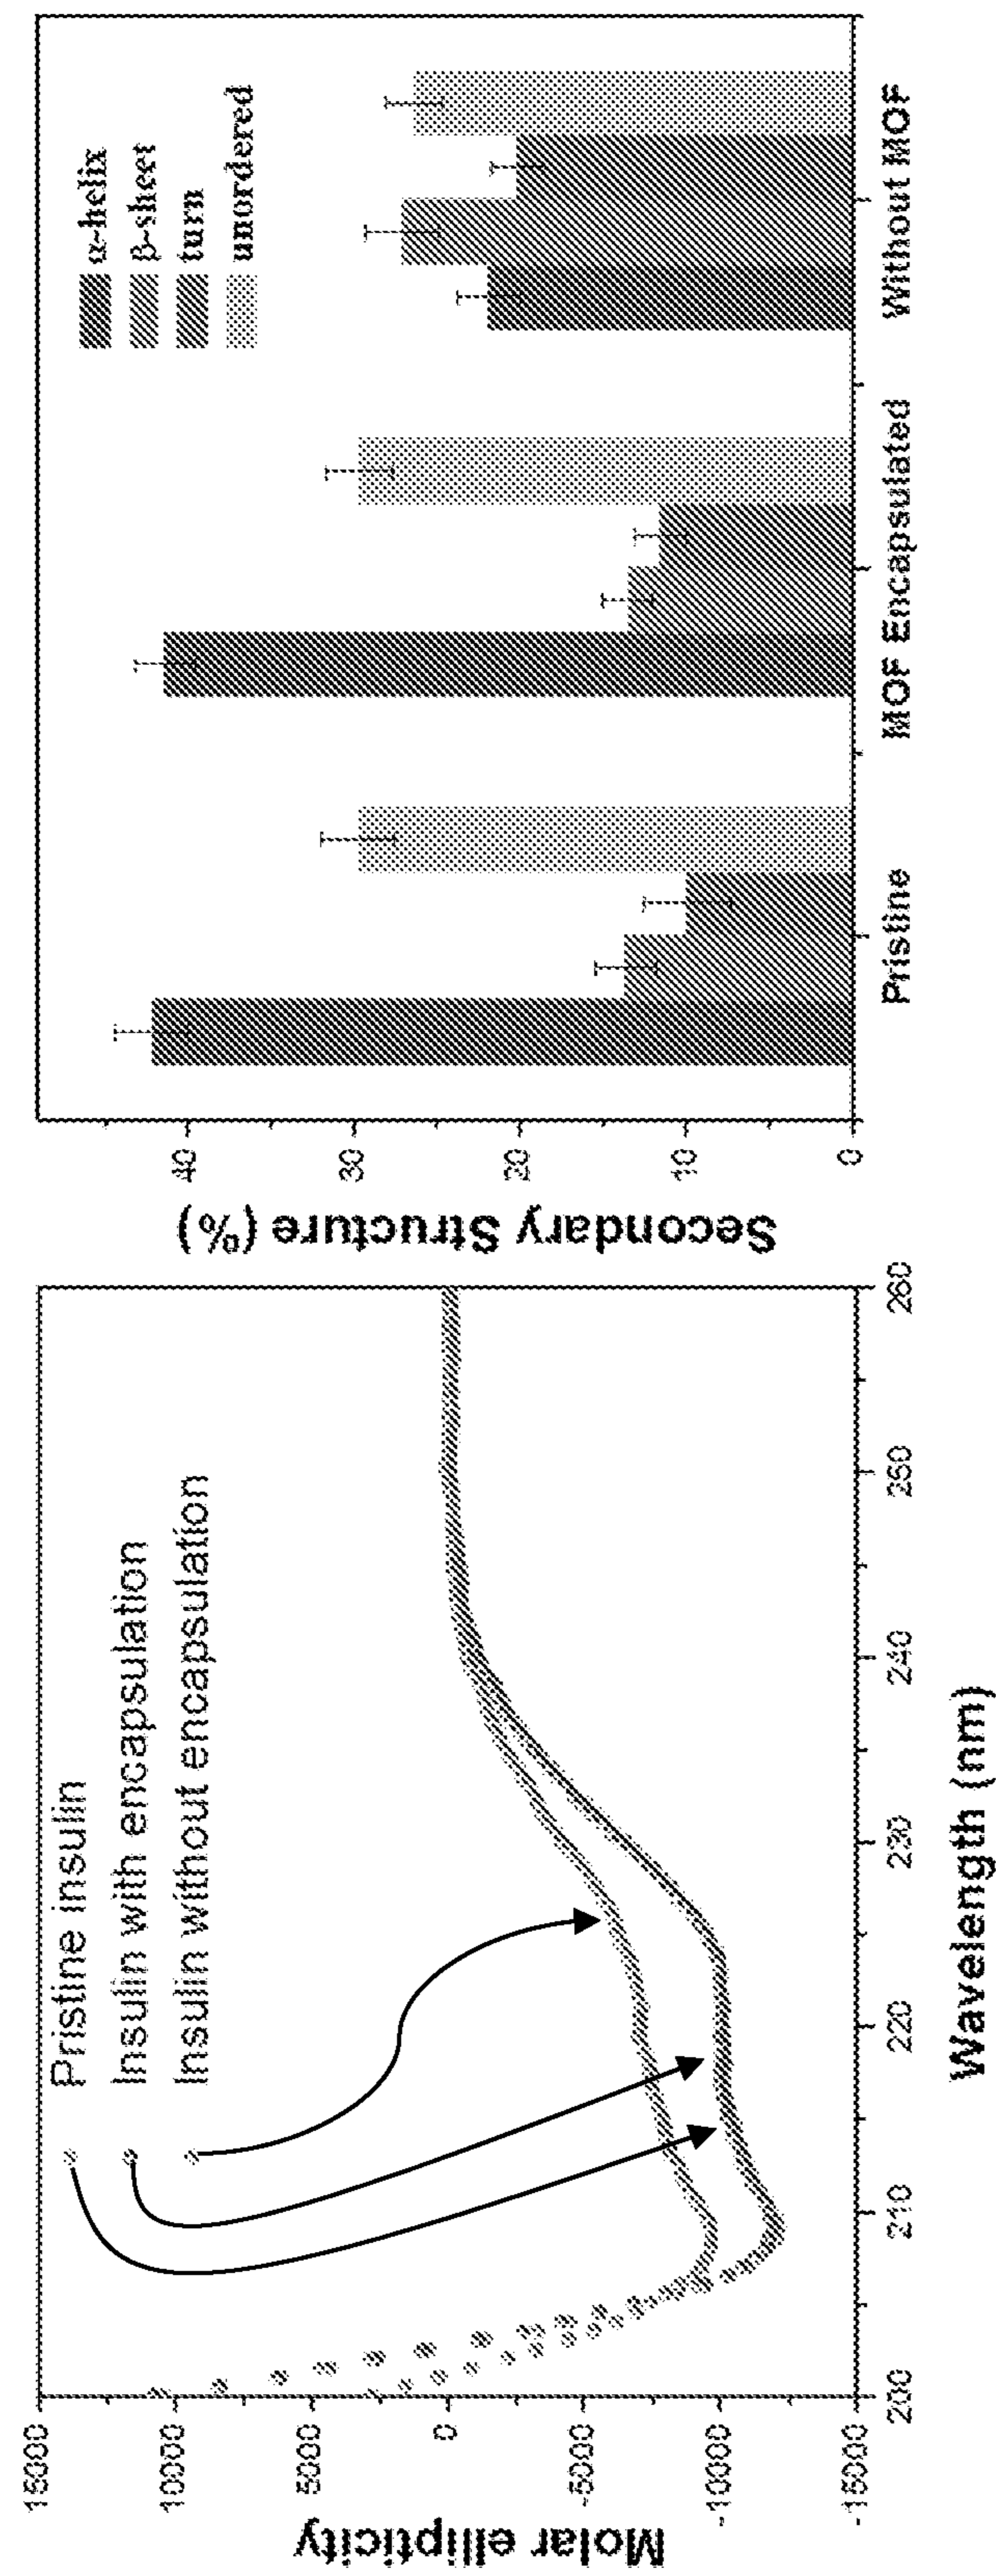 Molar ellipticity
15000
10000
5000
0
-5000
-10000
-15000
Pristine insulin
Insulin with encapsulation
Insulin without encapsulation
200
210
220
230
240
250
260
Wavelength (nm)
Secondary Structure (%)
40
30
20
10
0
α-helix
β-sheet
turn
unordered
Pristine
MOF Encapsulated
Without MOF